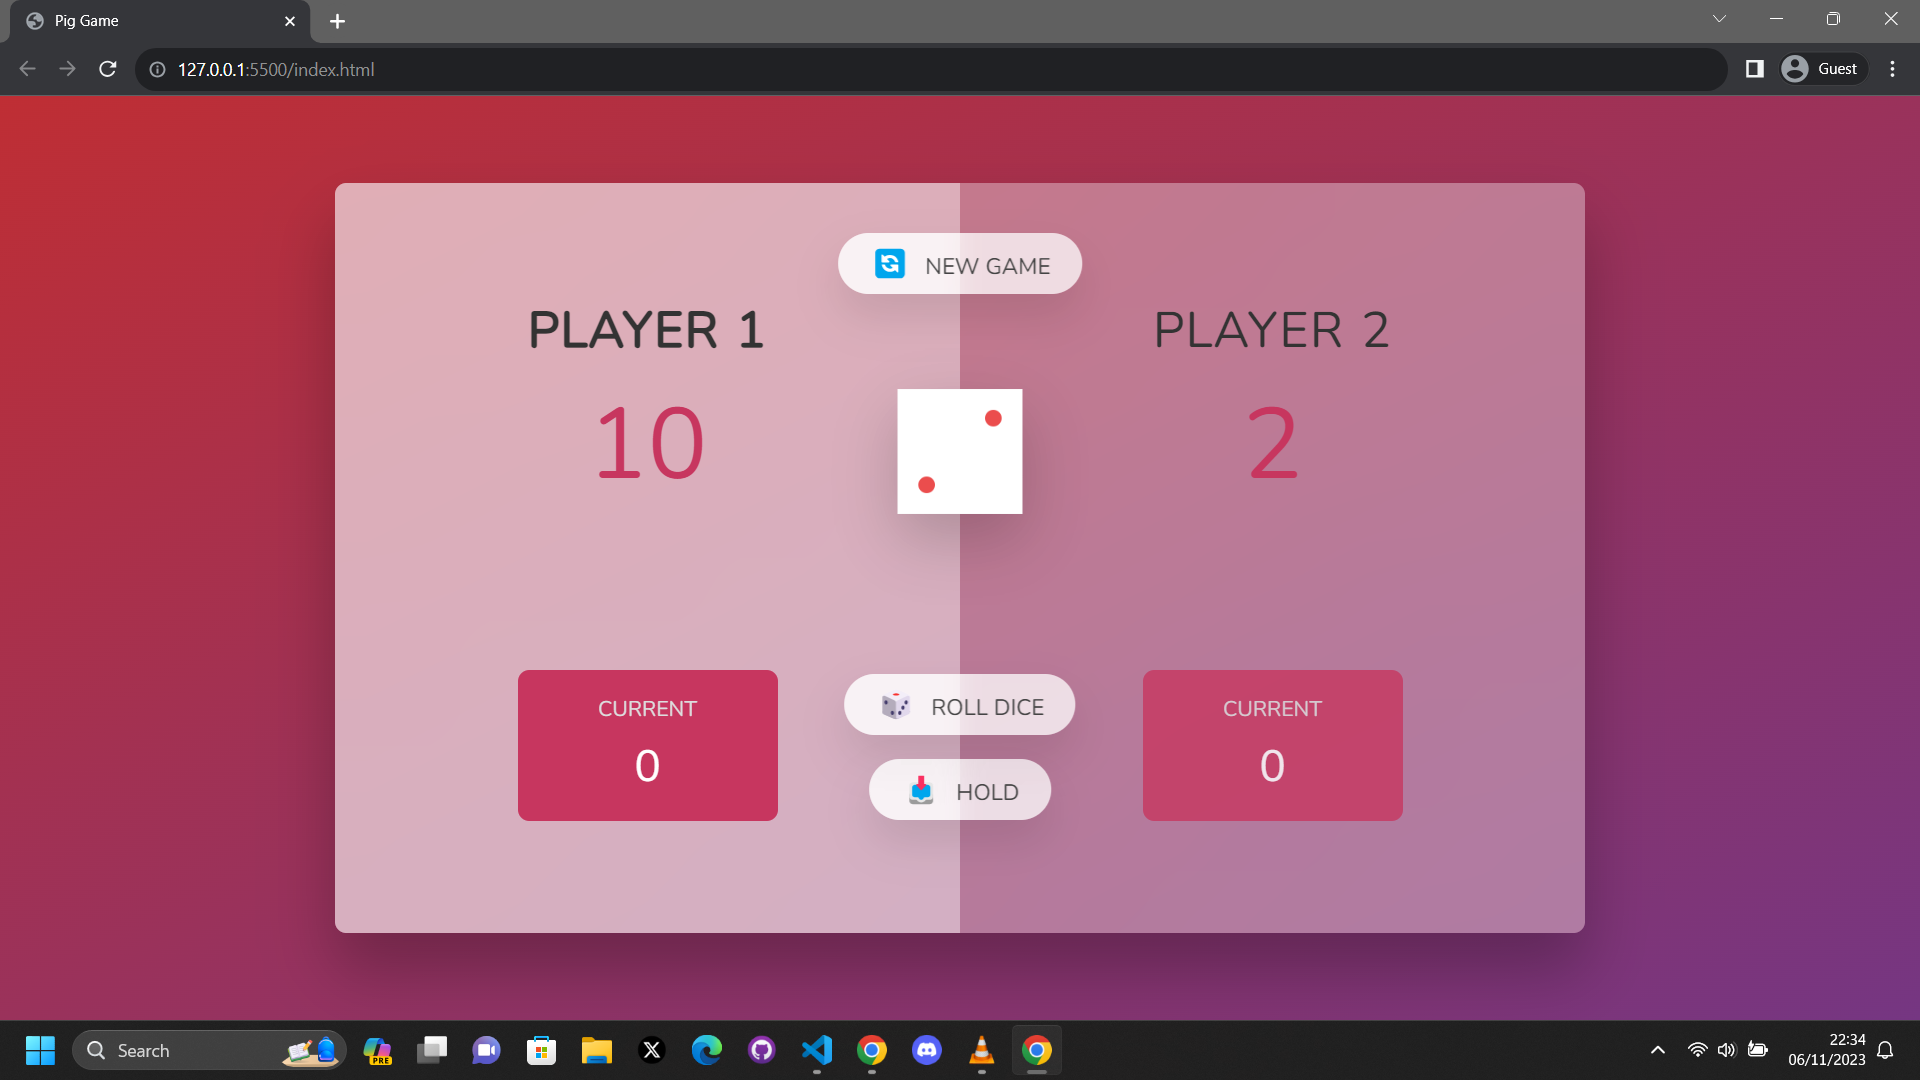 Pig Game
127.0.0.1:5500/index.html
Guest
NEW GAME
PLAYER 1
PLAYER 2
10
2
CURRENT
0
ROLL DICE
CURRENT
0
HOLD
Search
PRE
22:34
06/11/2023